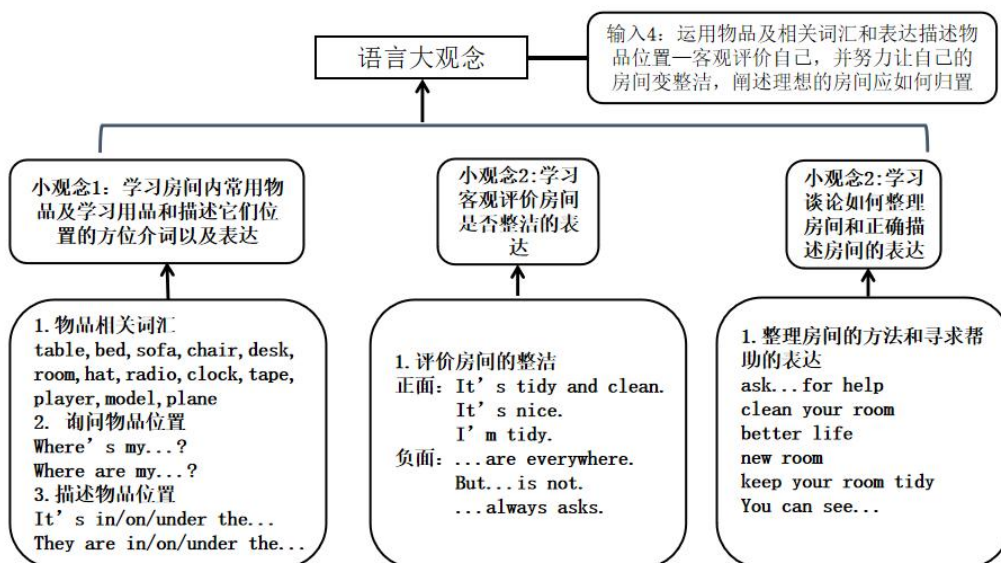 语言大观念
输入4：运用物品及相关词汇和表达描述物
品位置—客观评价自己，并努力让自己的
房间变整洁，阐述理想的房间应如何归置
小观念1：学习房间内常用物
品及学习用品和描述它们位
置的方位介词以及表达
小观念2:学习
客观评价房间
是否整洁的表
达
小观念2:学习
谈论如何整理
房间和正确描
述房间的表达
1.物品相关词汇
table,bed,sofa,chair,desk,
room,hat,radio,clock,tape,
player,model,plane
2. 询问物品位置
Where's my...?
Where are my...?
3.描述物品位置
It's in/on/under the...
They are in/on/under the...
1.评价房间的整洁
正面：It's tidy and clean.
It's nice.
I'm tidy.
负面：...are everywhere.
But...is not.
...always asks.
1.整理房间的方法和寻求帮
助的表达
ask...for help
clean your room
better life
new room
keep your room tidy
You can see...